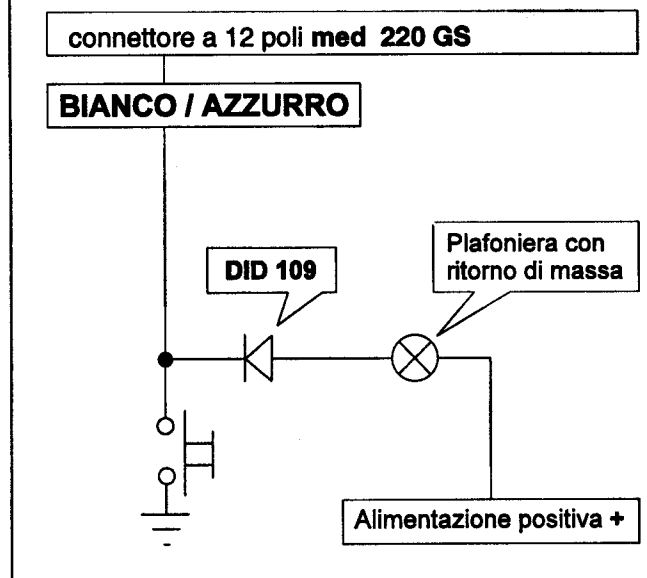 connettore a 12 poli med 220 GS
BIANCO / AZZURRO
DID 109
Plafoniera con
ritorno di massa
Alimentazione positiva +